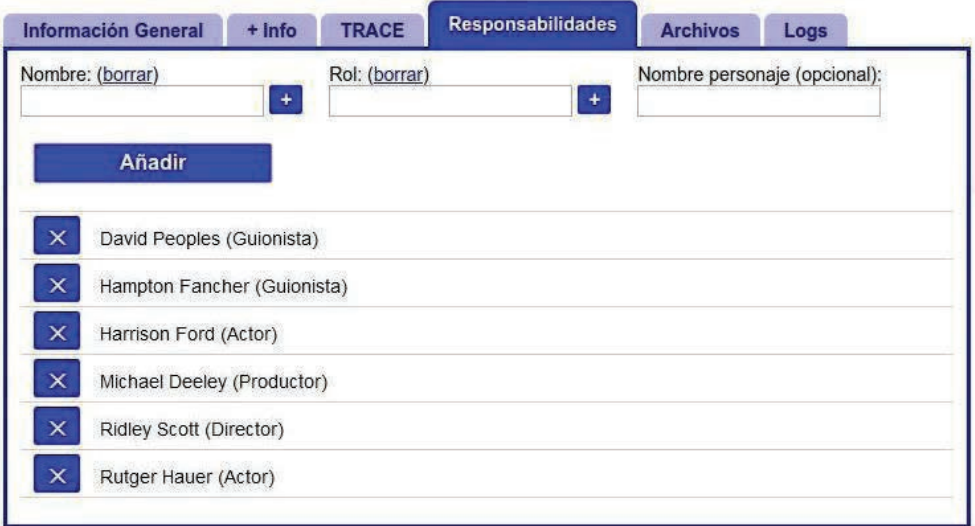 Información General + Info TRACE Responsabilidades Archivos Logs
Nombre: (borrar) Rol: (borrar) Nombre personaje (opcional):
+ +
Añadir
X David Peoples (Guionista)
X Hampton Fancher (Guionista)
X Harrison Ford (Actor)
X Michael Deeley (Productor)
X Ridley Scott (Director)
X Rutger Hauer (Actor)